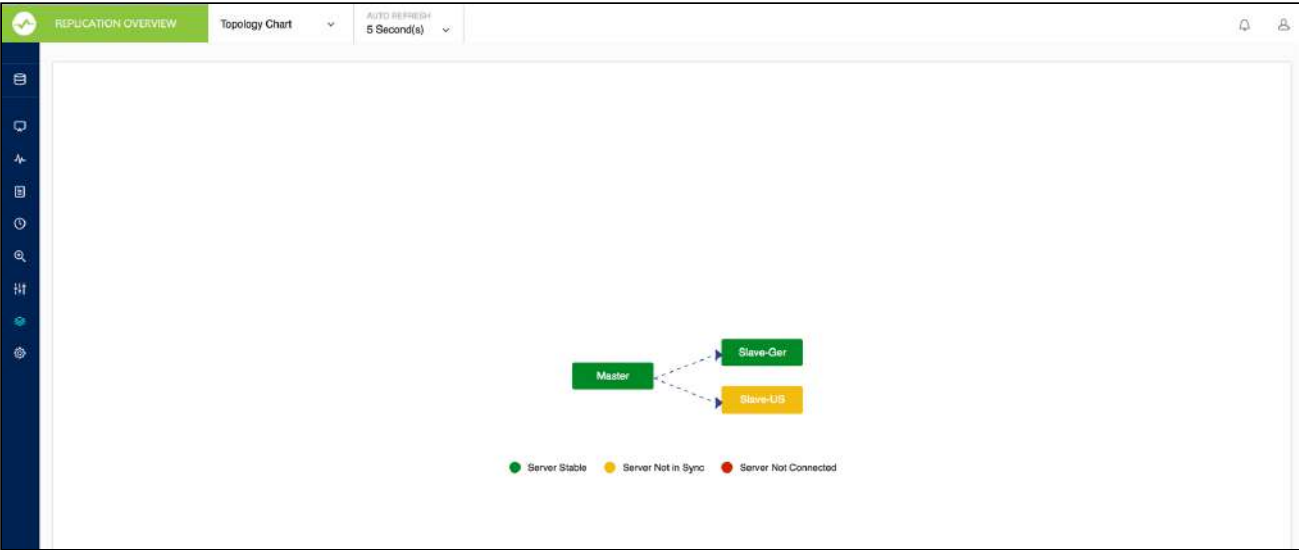 REPLICATION OVERVIEW
Topology Chart
AUTO REFRESH
5 Second(s)
Slave-Ger
Master
Slave-US
Server Stable
Server Not in Sync
Server Not Connected